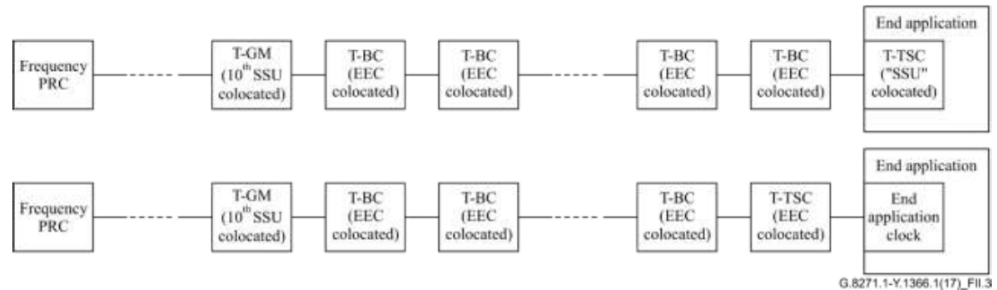 End application
Frequency
PRC
T-GM
(10th SSU
colocated)
T-BC
(EEC
colocated)
T-BC
(EEC
colocated)
T-BC
(EEC
colocated)
T-BC
(EEC
colocated)
T-TSC
("SSU"
colocated)
End application
Frequency
PRC
T-GM
(10th SSU
colocated)
T-BC
(EEC
colocated)
T-BC
(EEC
colocated)
T-BC
(EEC
colocated)
T-TSC
(EEC
colocated)
End
application
clock
G.8271.1-Y.1366.1(17)_FII.3